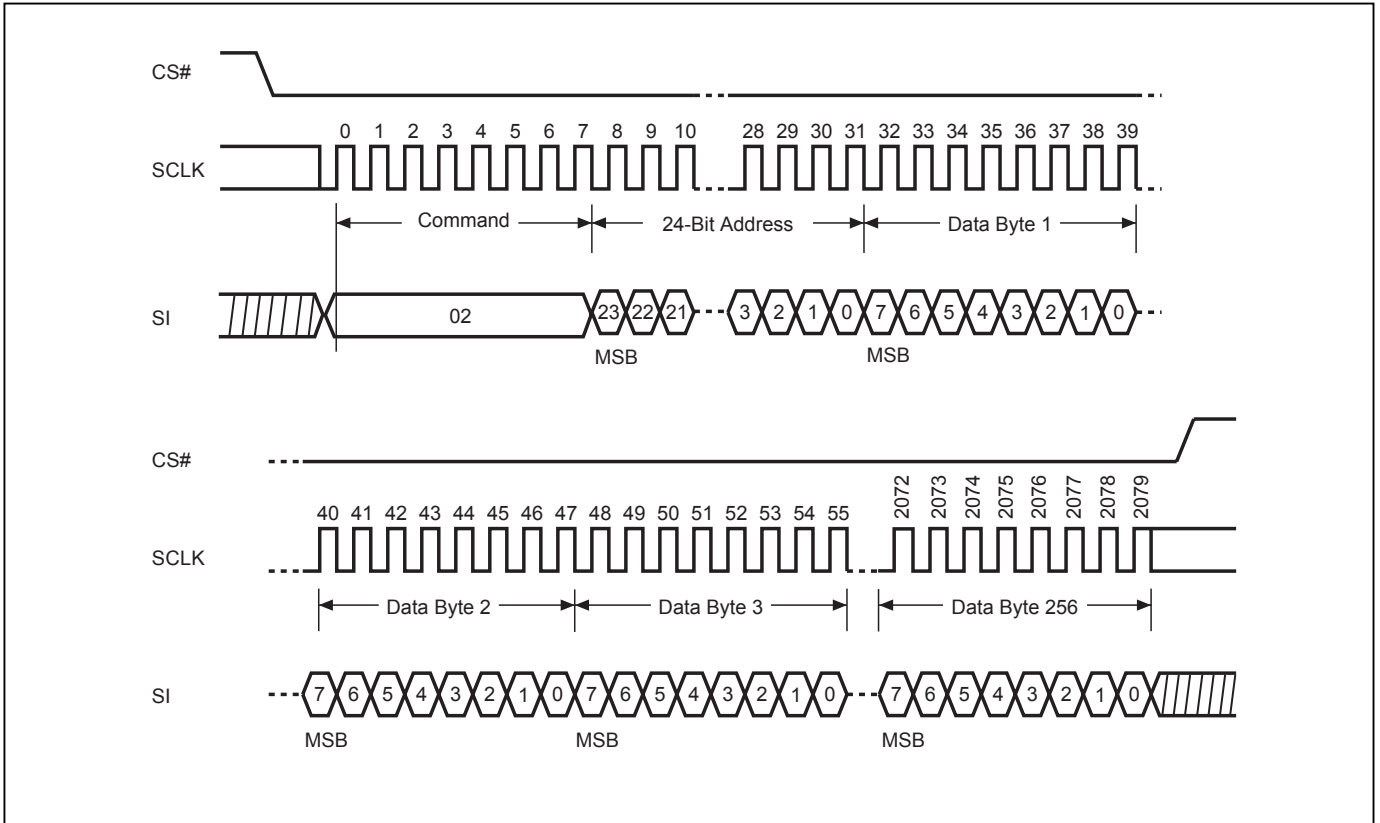 CS#
0 1 2 3 4 5 6 7 8 9 10 28 29 30 31 32 33 34 35 36 37 38 39
SCLK
Command 24-Bit Address Data Byte 1
SI 02 23 22 21 3 2 1 0 7 6 5 4 3 2 1 0
MSB MSB
CS#
40 41 42 43 44 45 46 47 48 49 50 51 52 53 54 55 2072 2073 2074 2075 2076 2077 2078 2079
SCLK
Data Byte 2 Data Byte 3 Data Byte 256
SI 7 6 5 4 3 2 1 0 7 6 5 4 3 2 1 0 7 6 5 4 3 2 1 0
MSB MSB MSB